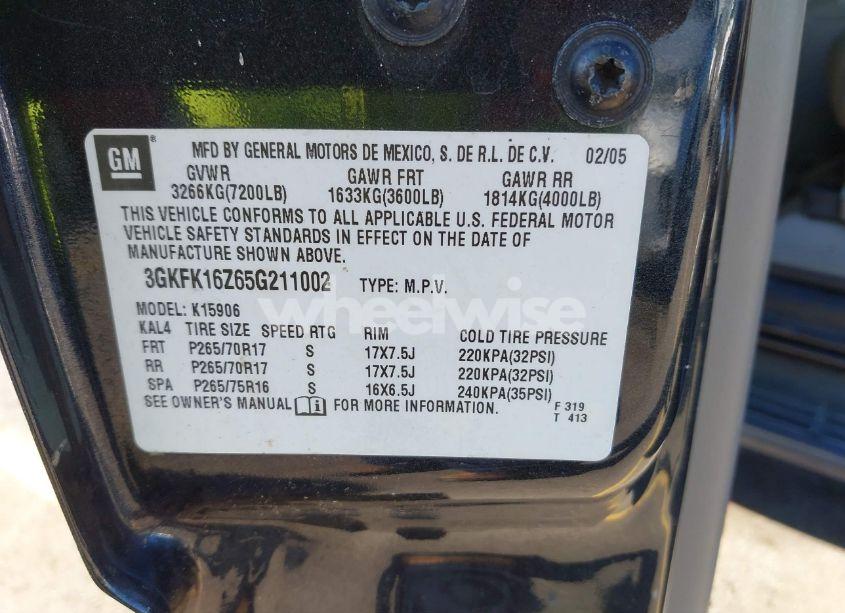 GM ®
MFD BY GENERAL MOTORS DE MEXICO, S. DE R.L. DE C.V. 02/05
GVWR GAWR FRT GAWR RR
3266KG(7200LB) 1633KG(3600LB) 1814KG(4000LB)
THIS VEHICLE CONFORMS TO ALL APPLICABLE U.S. FEDERAL MOTOR
VEHICLE SAFETY STANDARDS IN EFFECT ON THE DATE OF
MANUFACTURE SHOWN ABOVE.
3GKFK16Z65G211002 TYPE: M.P.V.
wheelwise
MODEL: K15906
KAL4 TIRE SIZE SPEED RTG RIM COLD TIRE PRESSURE
FRT P265/70R17 S 17X7.5J 220KPA(32PSI)
RR P265/70R17 S 17X7.5J 220KPA(32PSI)
SPA P265/75R16 S 16X6.5J 240KPA(35PSI)
SEE OWNER'S MANUAL FOR MORE INFORMATION. F 319
T 413